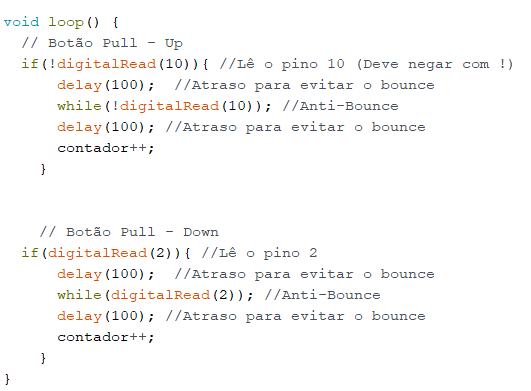 void loop() {
// Botão Pull - Up
if(!digitalRead(10)){ //Lê o pino 10 (Deve negar com !)
delay(100);  //Atraso para evitar o bounce
while(!digitalRead(10)); //Anti-Bounce
delay(100); //Atraso para evitar o bounce
contador++;
}
// Botão Pull - Down
if(digitalRead(2)){ //Lê o pino 2
delay(100);  //Atraso para evitar o bounce
while(digitalRead(2)); //Anti-Bounce
delay(100); //Atraso para evitar o bounce
contador++;
}
}